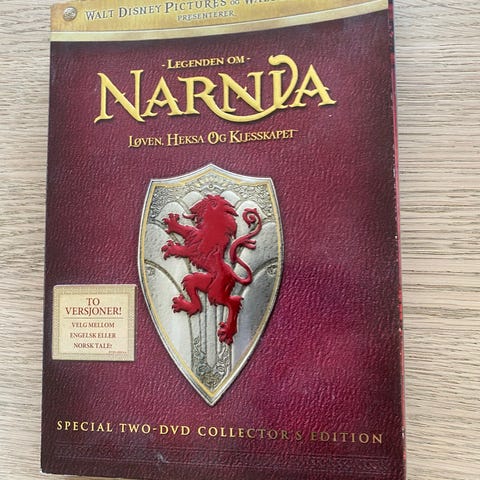 WALT DISNEY PICTURES OG
PRESENTERER
- LEGENDEN OM -
NARNIA
LØVEN, HEKSA OG KLESSKAPET
TO
VERSJONER!
VELG MELLOM
ENGELSK ELLER
NORSK TALE!
SPECIAL TWO-DVD COLLECTOR'S EDITION